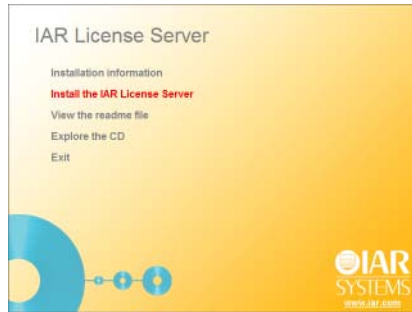 IAR License Server
Installation information
Install the IAR License Server
View the readme file
Explore the CD
Exit
IAR
SYSTEMS
www.iar.com